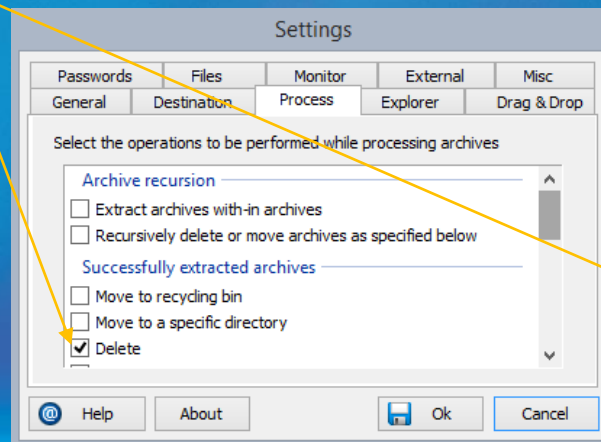 Settings
Passwords Files Monitor External Misc
General Destination Process Explorer Drag & Drop
Select the operations to be performed while processing archives
Archive recursion
Extract archives with-in archives
Recursively delete or move archives as specified below
Successfully extracted archives
Move to recycling bin
Move to a specific directory
Delete
@ Help About Ok Cancel